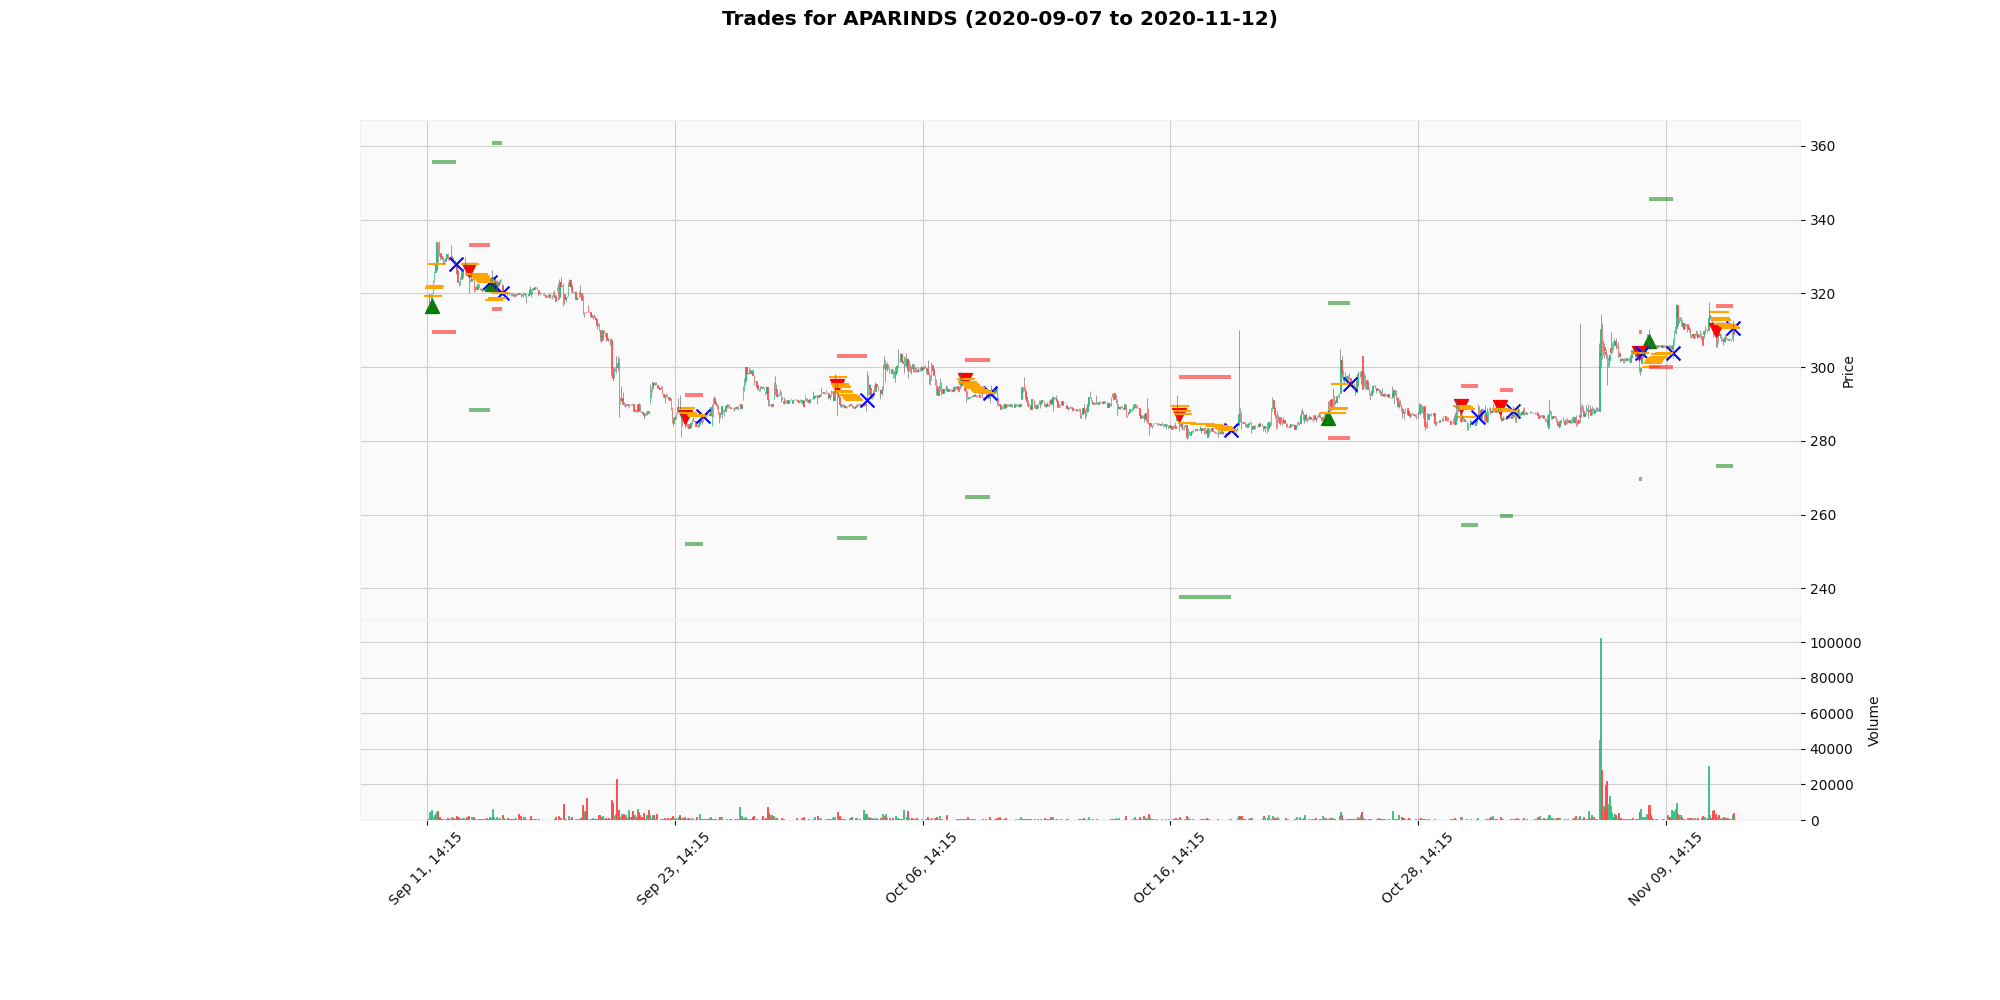 Trades for APARINDS (2020-09-07 to 2020-11-12)
360
340
320
300
280
260
240
Price
100000
80000
60000
40000
20000
0
Volume
Sep 11, 14:15
Sep 23, 14:15
Oct 06, 14:15
Oct 16, 14:15
Oct 28, 14:15
Nov 09, 14:15